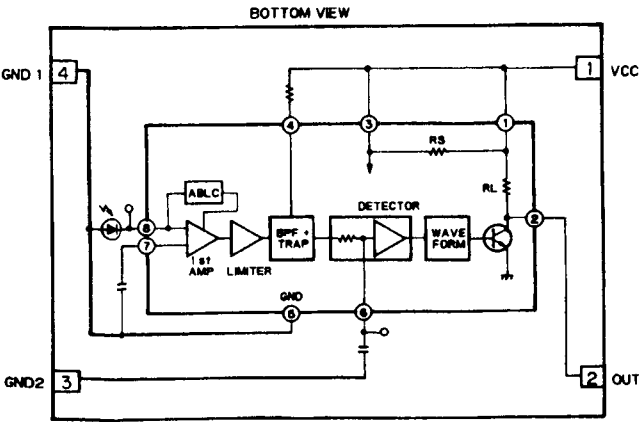 BOTTOM VIEW
GND 1
4
1
VCC
4
3
1
RS
ABLC
RL
DETECTOR
8
7
2
BPF +
TRAP
WAVE
FORM
1st
AMP
LIMITER
GND
5
6
GND2
3
2
OUT